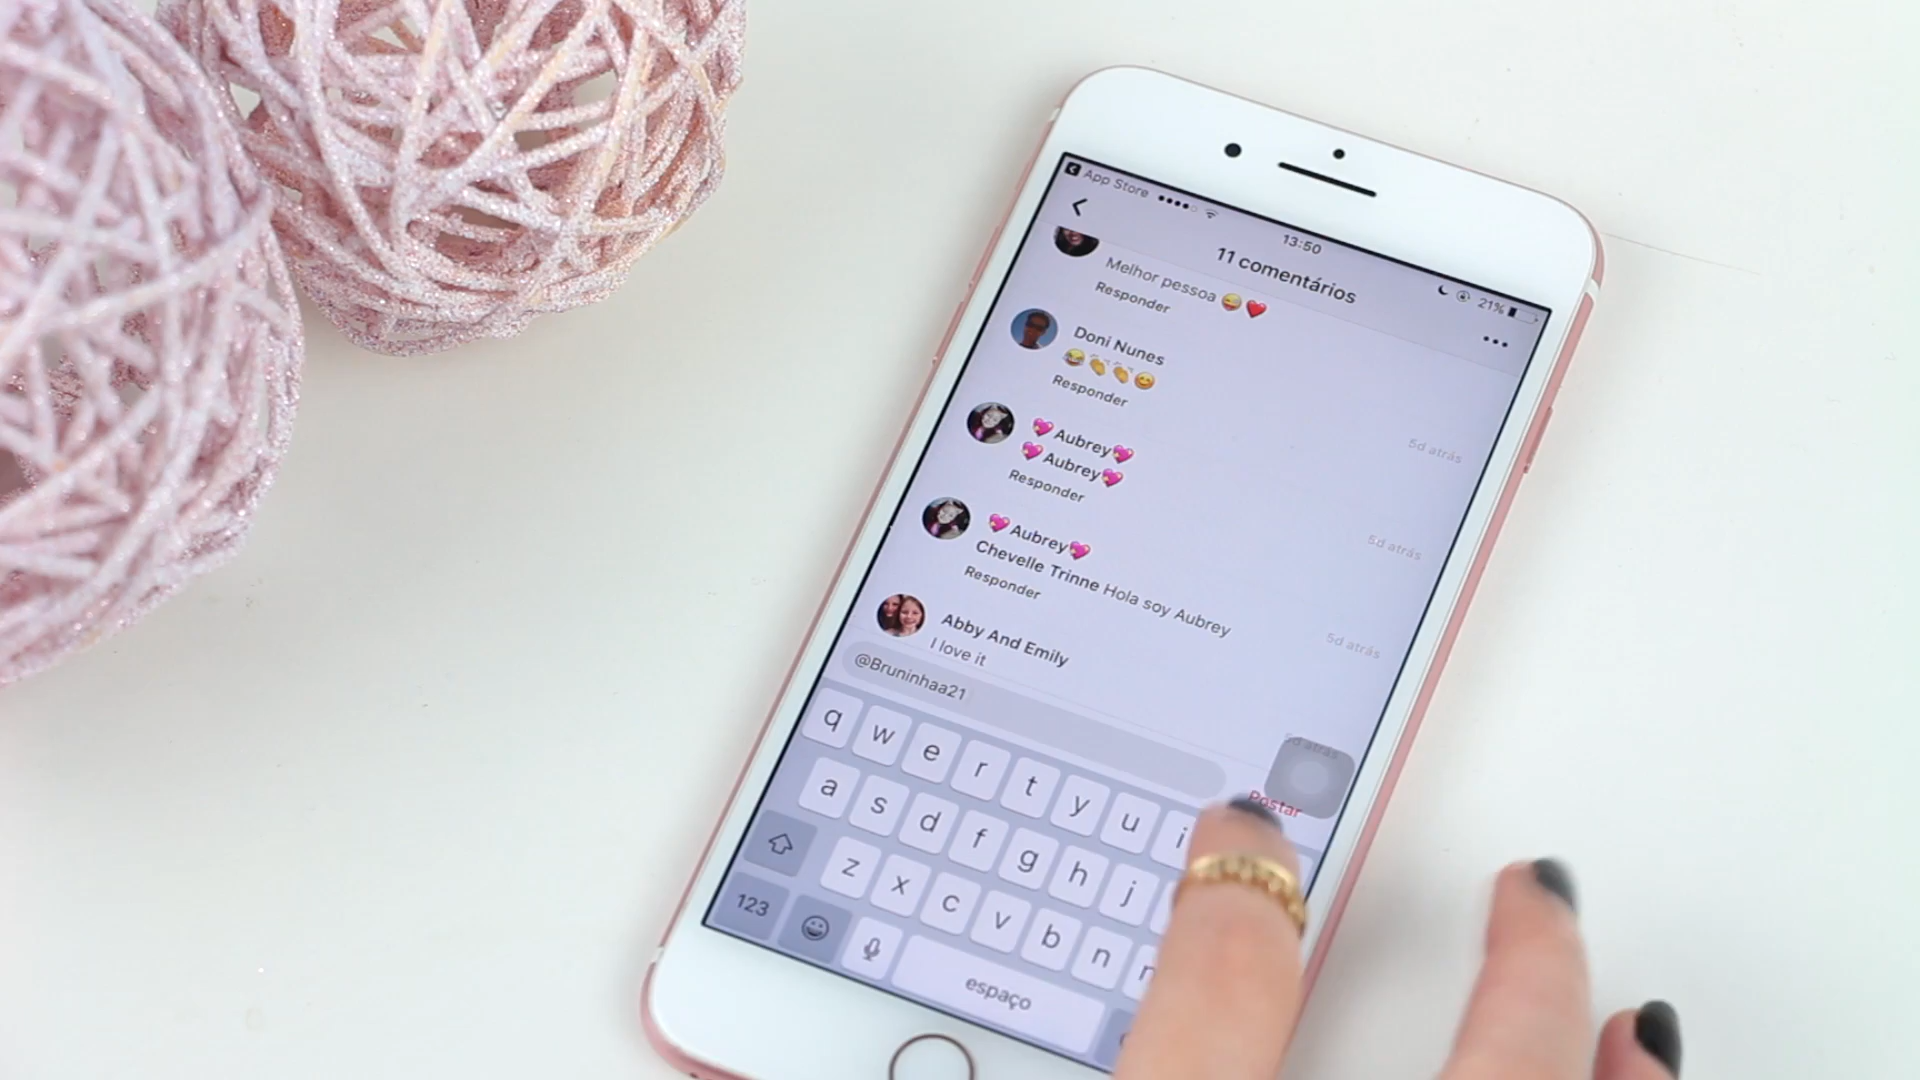 App Store
13:50
21%
11 comentários
Melhor pessoa 😂❤️
Responder
Doni Nunes
😂👏👏😊
Responder
5d atrás
💖Aubrey💖
💖Aubrey💖
Responder
5d atrás
💖Aubrey💖
Chevelle Trinne Hola soy Aubrey
Responder
5d atrás
Abby And Emily
I love it
5d atrás
@Bruninhaa21
Postar
q w e r t y u i
a s d f g h j
z x c v b n
123
espaço